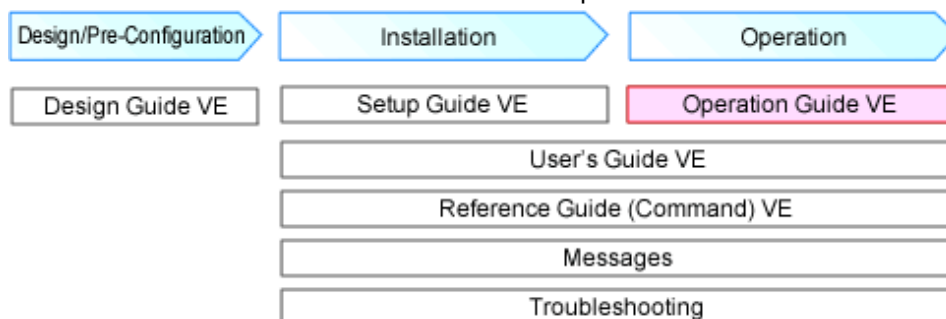 Design/Pre-Configuration
Installation
Operation
Design Guide VE
Setup Guide VE
Operation Guide VE
User's Guide VE
Reference Guide (Command) VE
Messages
Troubleshooting